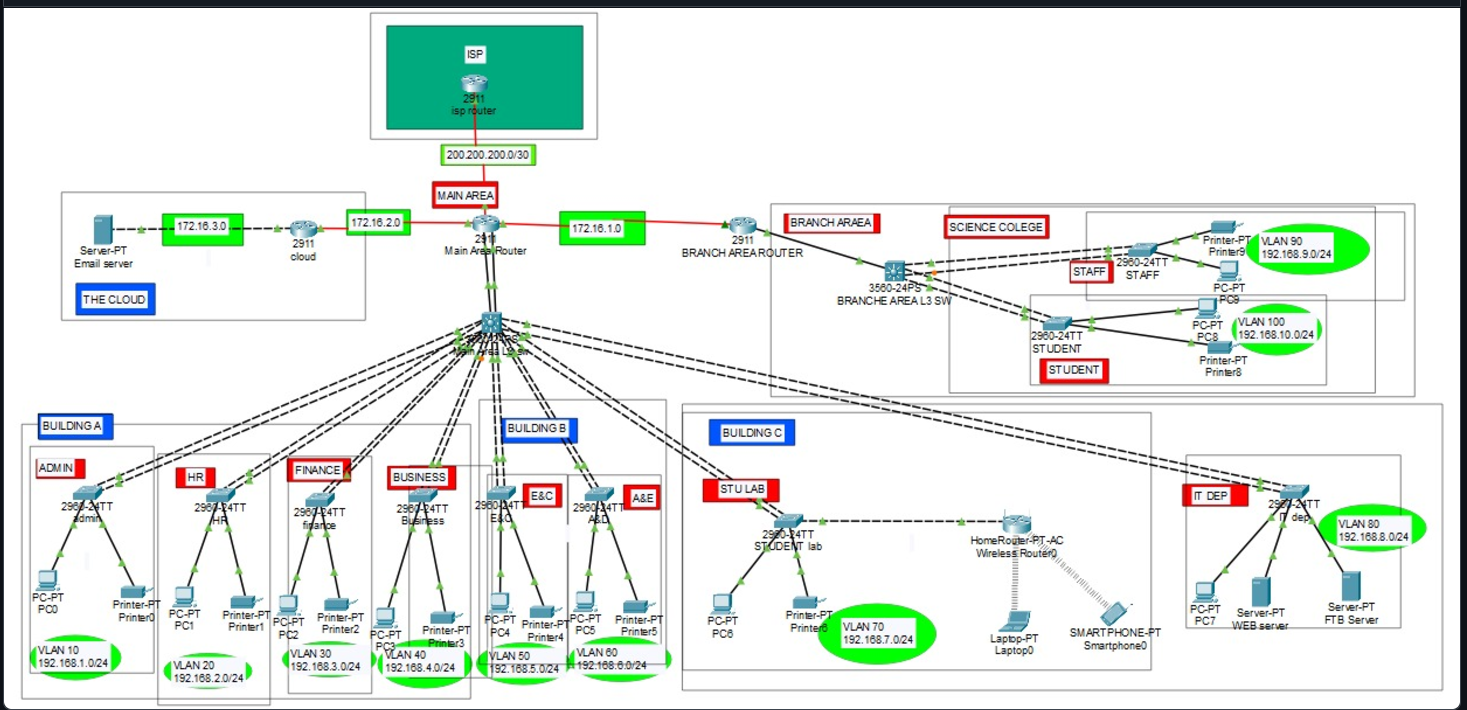 ISP
2911
isp router
200.200.200.0/30
MAIN AREA
2911
Main Area Router
172.16.3.0
172.16.2.0
172.16.1.0
Server-PT
Email server
2911
cloud
THE CLOUD
2911
BRANCH AREA ROUTER
BRANCH ARAEA
SCIENCE COLEGE
3560-24PS
BRANCHE AREA L3 SW
STAFF
2960-24TT
STAFF
Printer-PT
Printer9
PC-PT
PC9
VLAN 90
192.168.9.0/24
2960-24TT
STUDENT
STUDENT
PC-PT
PC8
Printer-PT
Printer8
VLAN 100
192.168.10.0/24
Main Area
BUILDING A
ADMIN
2960-24TT
admin
PC-PT
PC0
Printer-PT
Printer0
VLAN 10
192.168.1.0/24
HR
2960-24TT
HR
PC-PT
PC1
Printer-PT
Printer1
VLAN 20
192.168.2.0/24
FINANCE
2960-24TT
finance
PC-PT
PC2
Printer-PT
Printer2
VLAN 30
192.168.3.0/24
BUSINESS
2960-24TT
Business
PC-PT
PC3
Printer-PT
Printer3
VLAN 40
192.168.4.0/24
BUILDING B
E&C
2960-24TT
E&C
PC-PT
PC4
Printer-PT
Printer4
VLAN 50
192.168.5.0/24
A&E
2960-24TT
PC-PT
PC5
Printer-PT
Printer5
VLAN 60
192.168.6.0/24
BUILDING C
STU LAB
2960-24TT
STUDENT lab
PC-PT
PC6
Printer-PT
VLAN 70
192.168.7.0/24
HomeRouter-PT-AC
Wireless Router0
Laptop-PT
Laptop0
SMARTPHONE-PT
Smartphone0
IT DEP
2960-24TT
IT dep
PC-PT
PC7
Server-PT
WEB server
Server-PT
FTB Server
VLAN 80
192.168.8.0/24